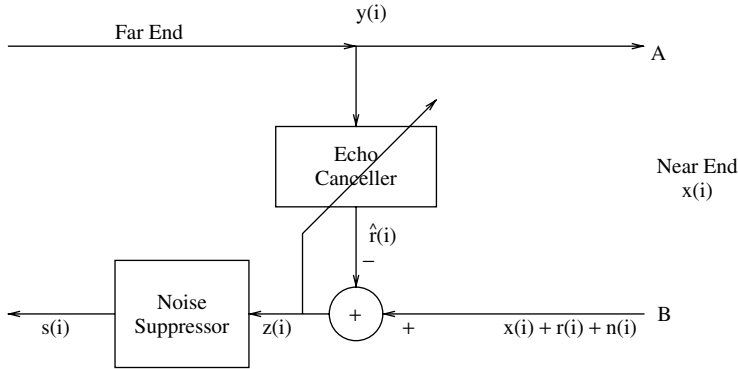 y(i)
Far End
A
Echo
Canceller
Near End
x(i)
r̂(i)
−
Noise
Suppressor
s(i)
z(i)
+
+
x(i) + r(i) + n(i)
B